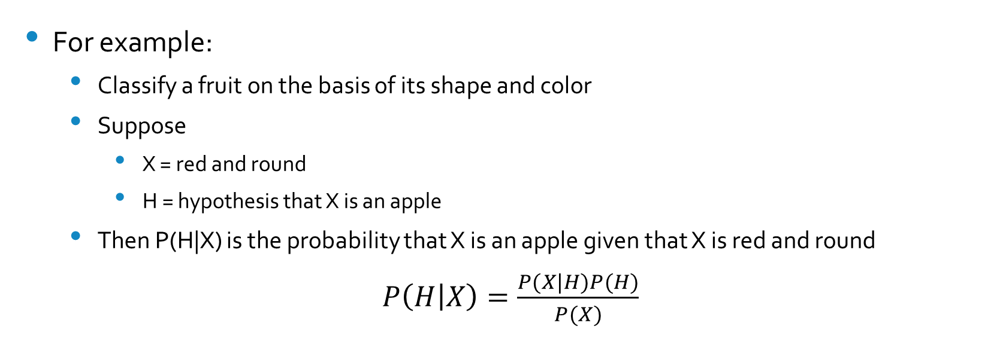 • For example:
• Classify a fruit on the basis of its shape and color
• Suppose
• X = red and round
• H = hypothesis that X is an apple
• Then P(H|X) is the probability that X is an apple given that X is red and round
P(H|X) = P(X|H)P(H) / P(X)